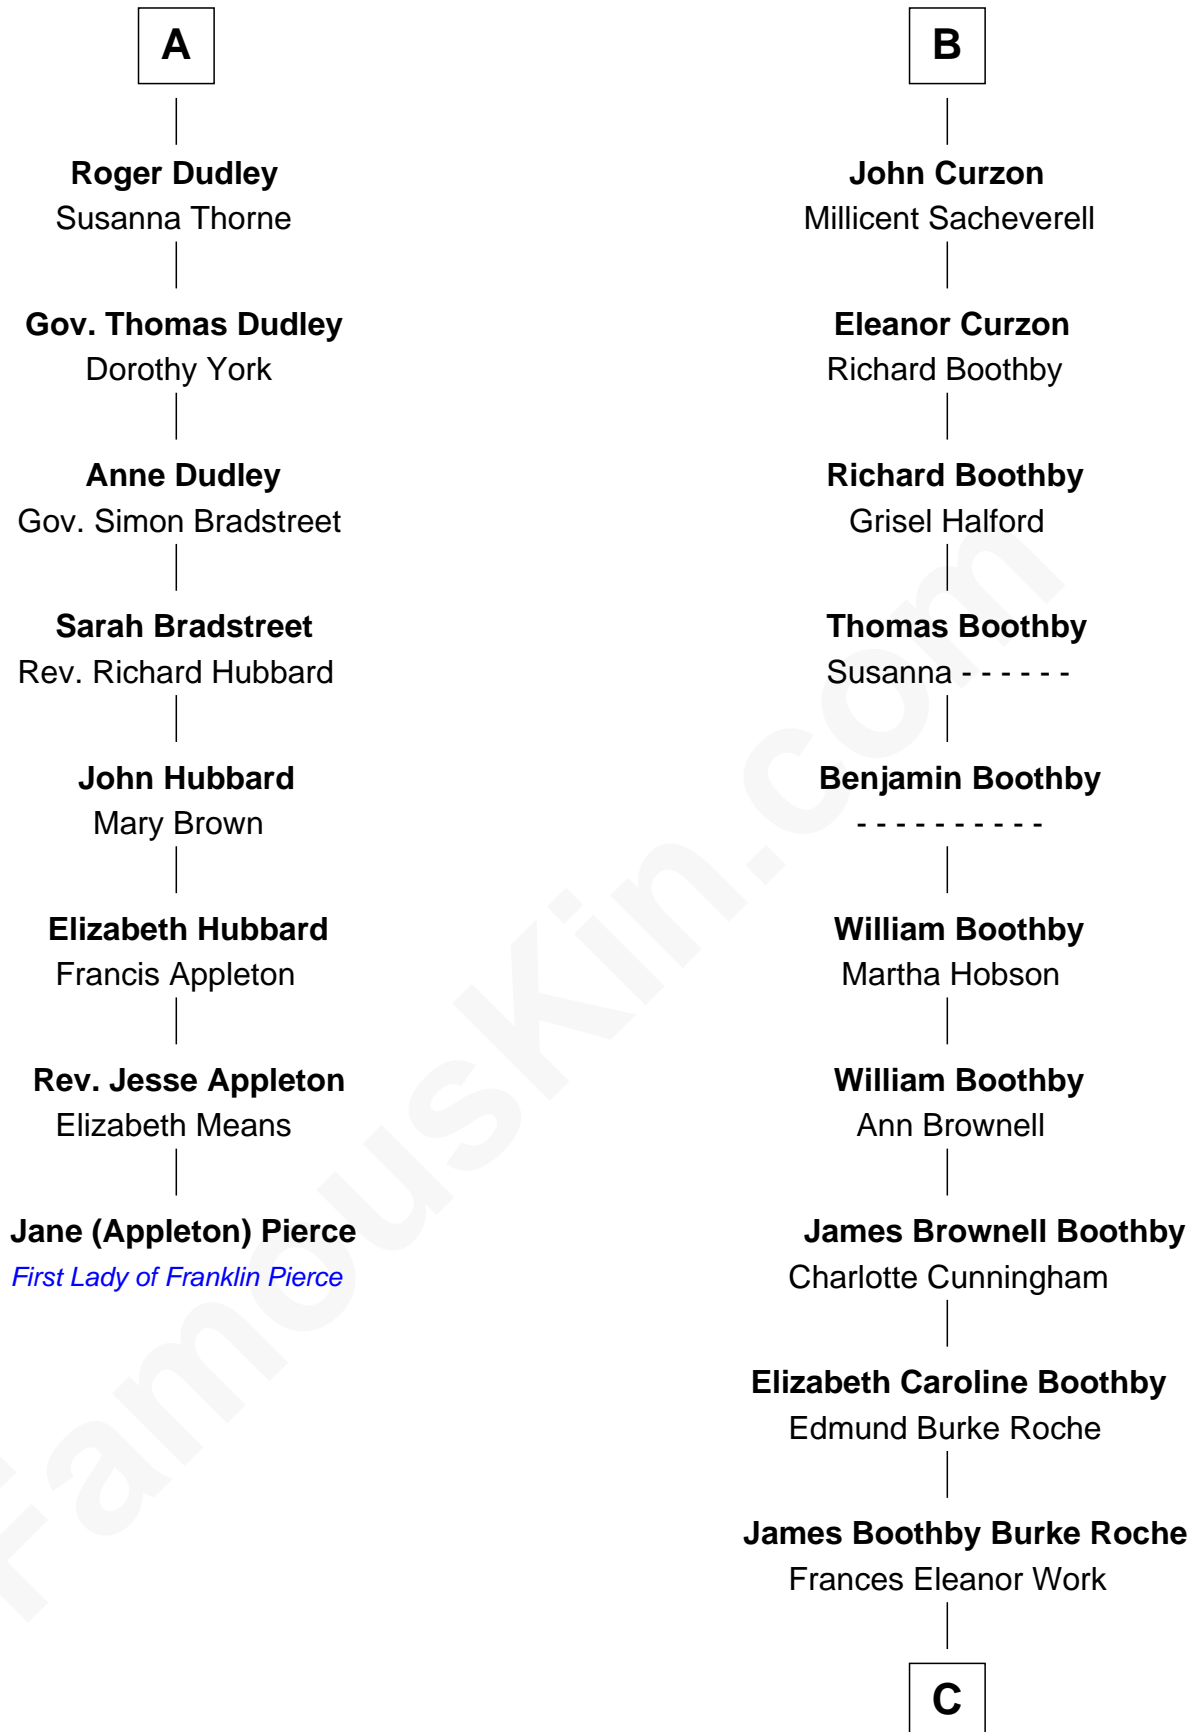 A
Roger Dudley
Susanna Thorne
Gov. Thomas Dudley
Dorothy York
Anne Dudley
Gov. Simon Bradstreet
Sarah Bradstreet
Rev. Richard Hubbard
John Hubbard
Mary Brown
Elizabeth Hubbard
Francis Appleton
Rev. Jesse Appleton
Elizabeth Means
Jane (Appleton) Pierce
First Lady of Franklin Pierce
B
John Curzon
Millicent Sacheverell
Eleanor Curzon
Richard Boothby
Richard Boothby
Grisel Halford
Thomas Boothby
Susanna - - - - - -
Benjamin Boothby
- - - - - - - - - -
William Boothby
Martha Hobson
William Boothby
Ann Brownell
James Brownell Boothby
Charlotte Cunningham
Elizabeth Caroline Boothby
Edmund Burke Roche
James Boothby Burke Roche
Frances Eleanor Work
C
FamousKin.com